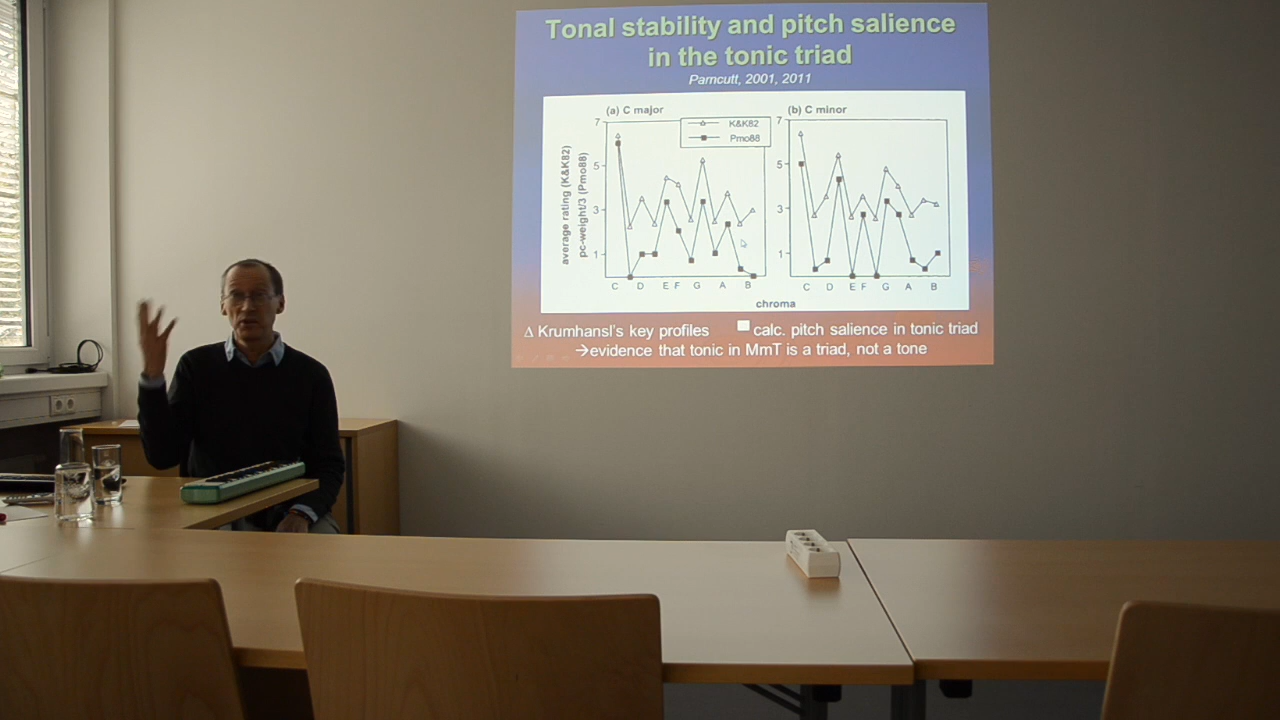 Tonal stability and pitch salience
in the tonic triad
Parncutt, 2001, 2011
(a) C major
(b) C minor
K&K82
Pmo88
average rating (K&K82)
pc-weight/3 (Pmo88)
7
5
3
1
7
5
3
1
C D E F G A B
C D E F G A B
chroma
Δ Krumhansl's key profiles
calc. pitch salience in tonic triad
→evidence that tonic in MmT is a triad, not a tone